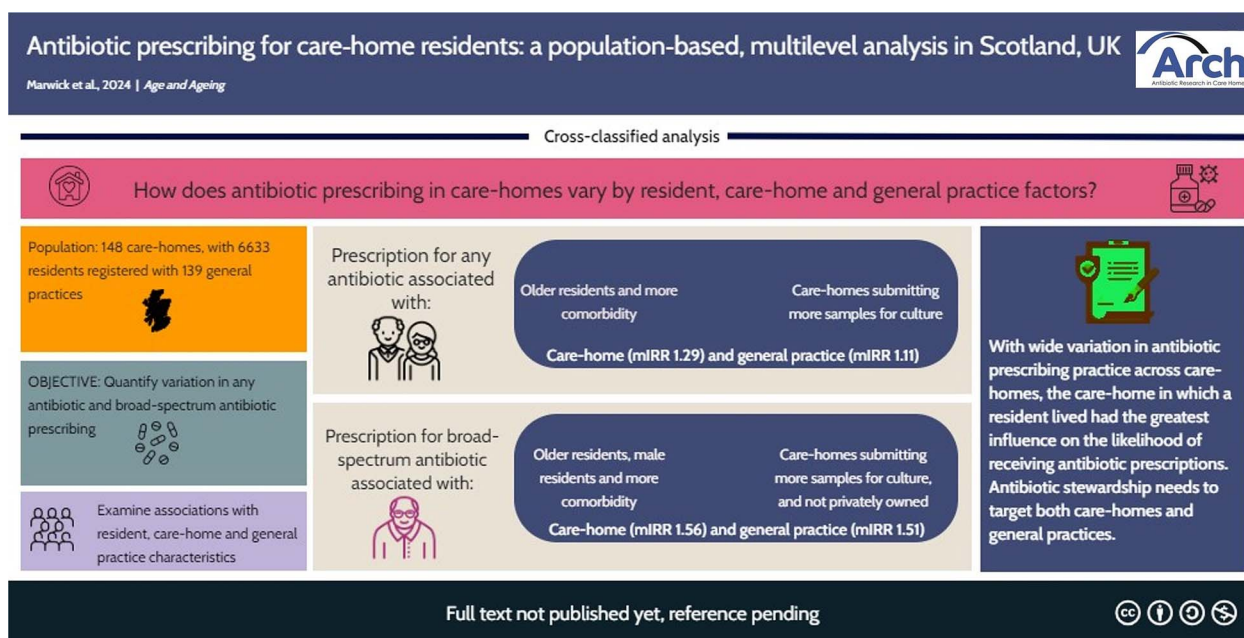 Antibiotic prescribing for care-home residents: a population-based, multilevel analysis in Scotland, UK
Marwick et al., 2024 | Age and Ageing
Arch
Antibiotic Research in Care Home
Cross-classified analysis
How does antibiotic prescribing in care-homes vary by resident, care-home and general practice factors?
Population: 148 care-homes, with 6633
residents registered with 139 general
practices
OBJECTIVE: Quantify variation in any
antibiotic and broad-spectrum antibiotic
prescribing
Examine associations with
resident, care-home and general
practice characteristics
Prescription for any
antibiotic associated
with:
Older residents and more
comorbidity
Care-homes submitting
more samples for culture
Care-home (mIRR 1.29) and general practice (mIRR 1.11)
Prescription for broad-
spectrum antibiotic
associated with:
Older residents, male
residents and more
comorbidity
Care-homes submitting
more samples for culture,
and not privately owned
Care-home (mIRR 1.56) and general practice (mIRR 1.51)
With wide variation in antibiotic
prescribing practice across care-
homes, the care-home in which a
resident lived had the greatest
influence on the likelihood of
receiving antibiotic prescriptions.
Antibiotic stewardship needs to
target both care-homes and
general practices.
Full text not published yet, reference pending
cc